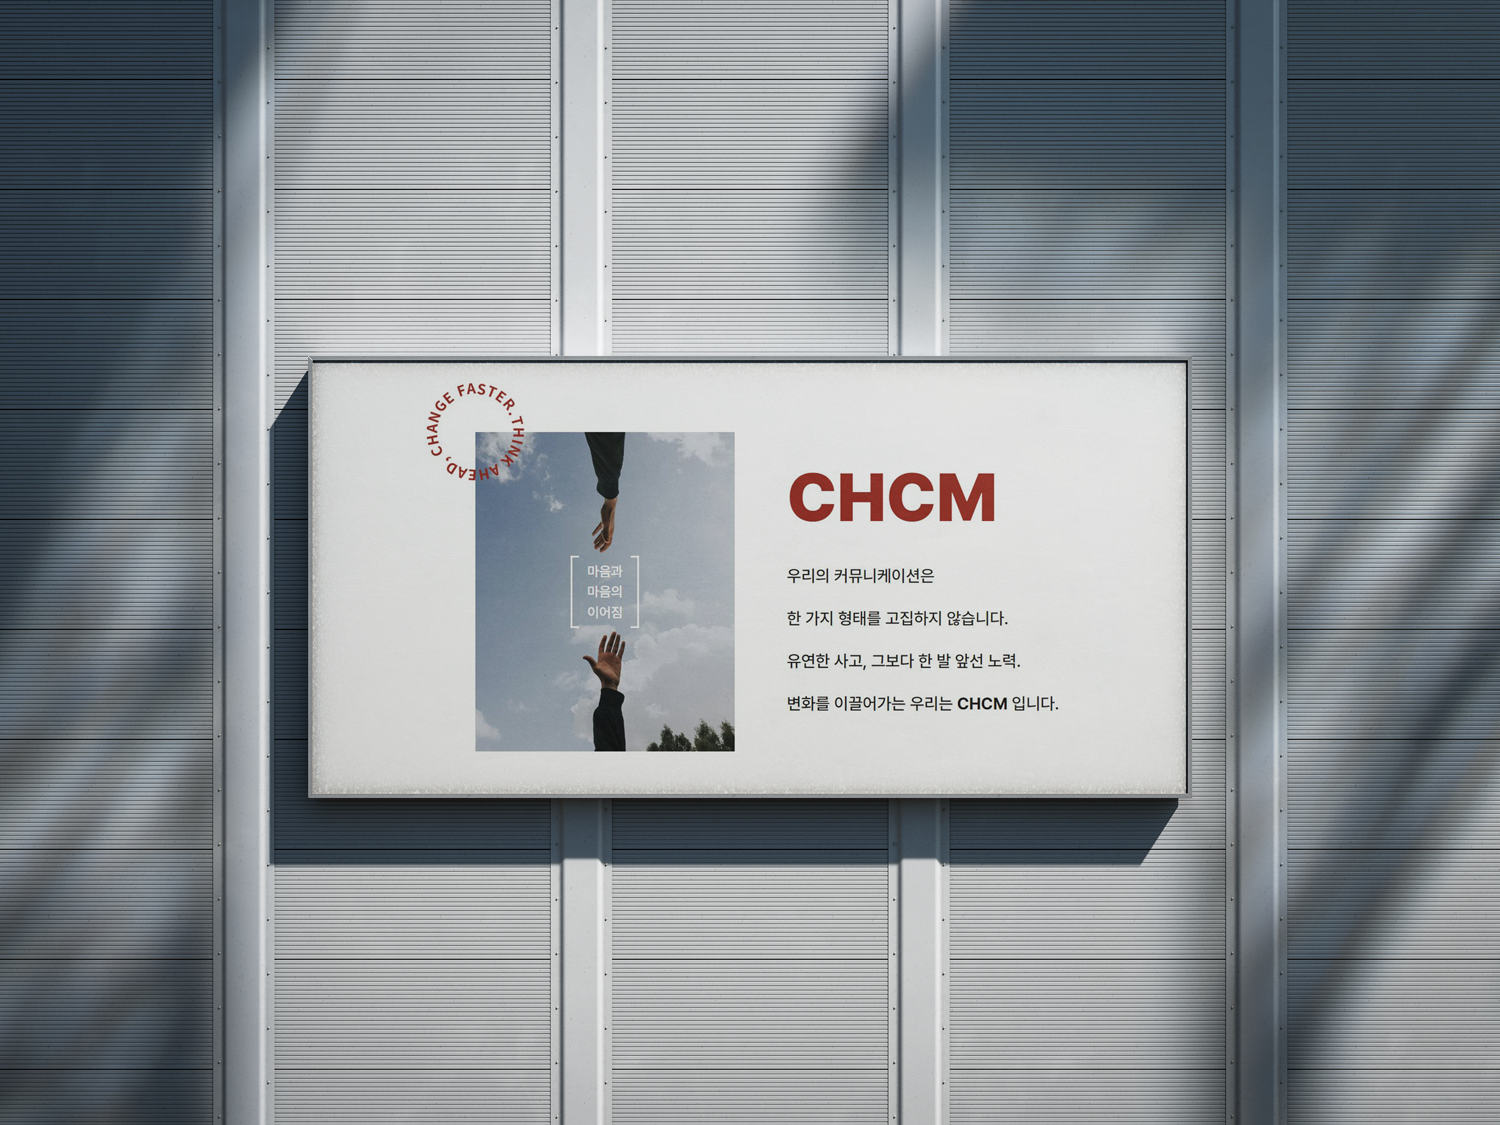 THINK AHEAD, CHANGE FASTER.
마음과
마음의
이어짐
CHCM
우리의 커뮤니케이션은
한 가지 형태를 고집하지 않습니다.
유연한 사고, 그보다 한 발 앞선 노력.
변화를 이끌어가는 우리는 CHCM 입니다.